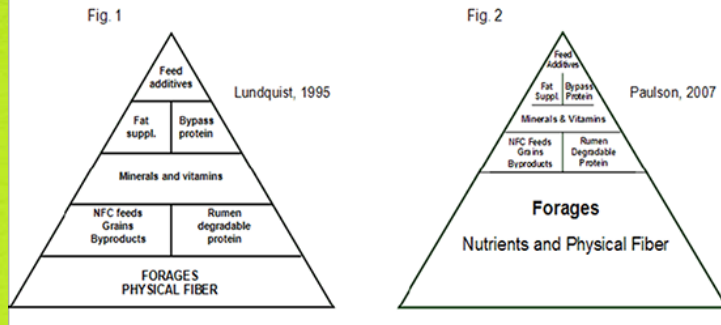 Fig. 1
Feed
additives
Lundquist, 1995
Fat
suppl.
Bypass
protein
Minerals and vitamins
NFC feeds
Grains
Byproducts
Rumen
degradable
protein
FORAGES
PHYSICAL FIBER
Fig. 2
Feed
Additives
Paulson, 2007
Fat
Suppl.
Bypass
Protein
Minerals & Vitamins
NFC Feeds
Grains
Byproducts
Rumen
Degradable
Protein
Forages
Nutrients and Physical Fiber